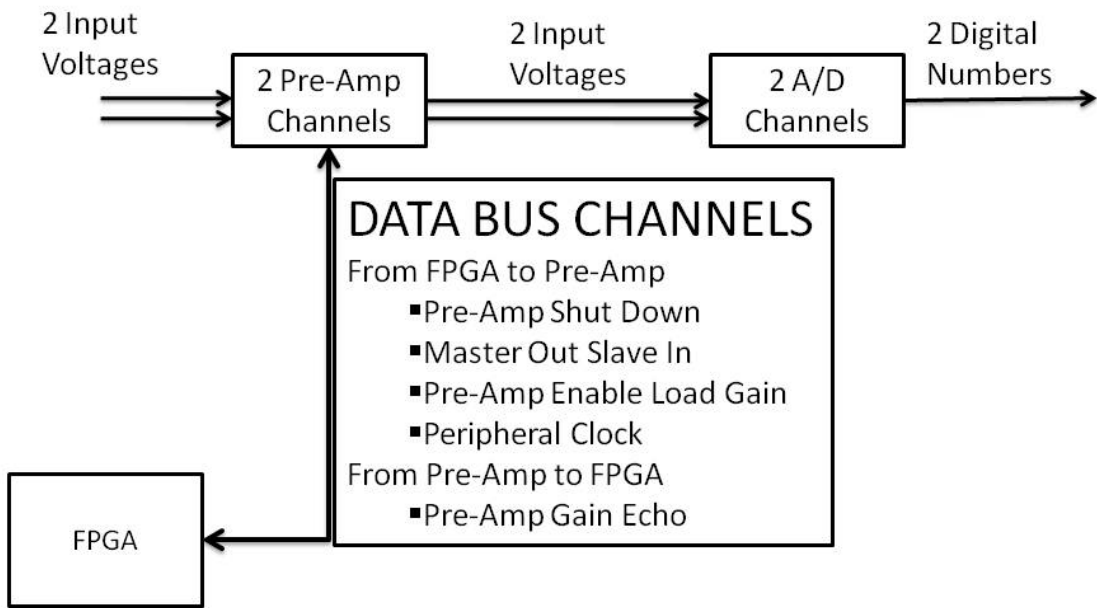 2 Input
Voltages
2 Pre-Amp
Channels
2 Input
Voltages
2 A/D
Channels
2 Digital
Numbers
DATA BUS CHANNELS
From FPGA to Pre-Amp
▪Pre-Amp Shut Down
▪Master Out Slave In
▪Pre-Amp Enable Load Gain
▪Peripheral Clock
From Pre-Amp to FPGA
▪Pre-Amp Gain Echo
FPGA